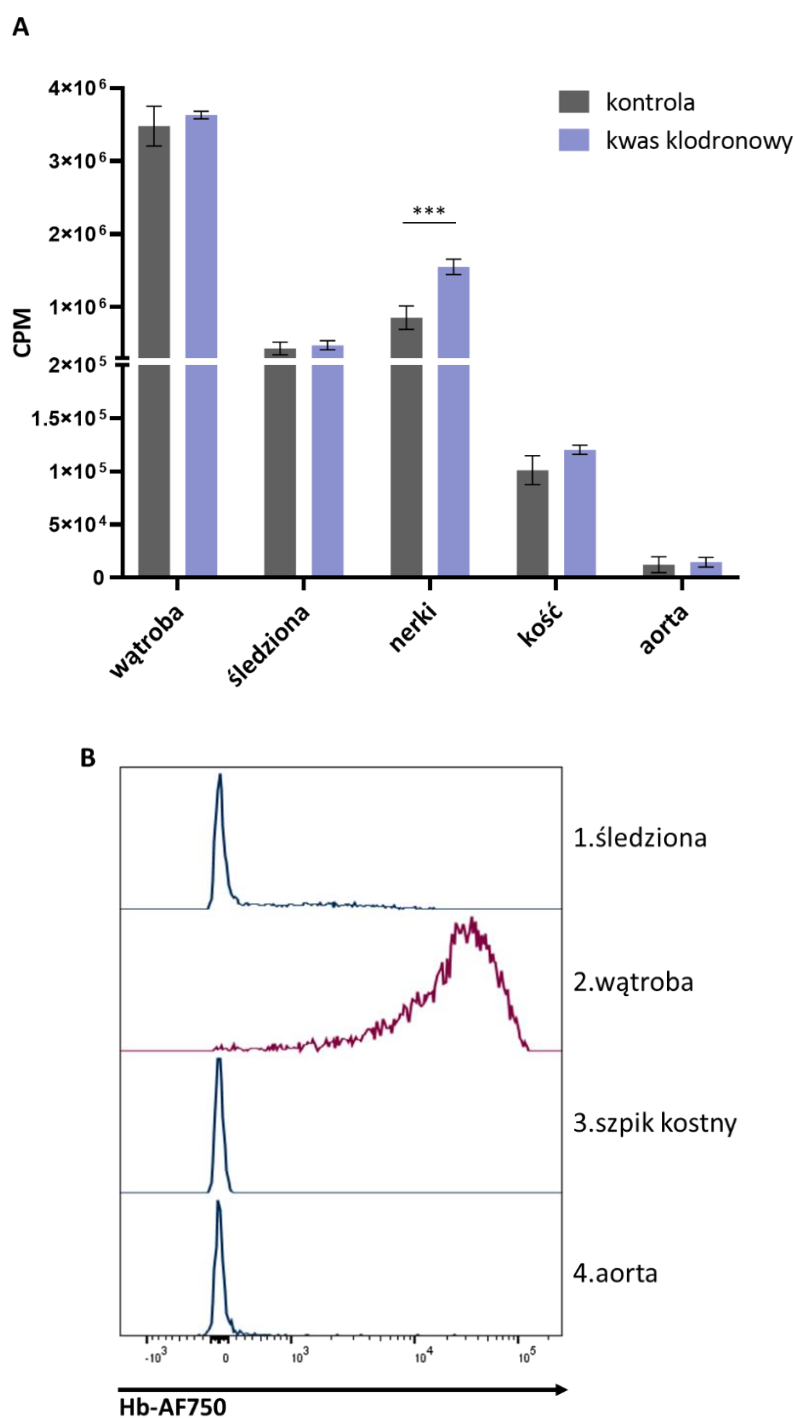 A
4×10⁶
3×10⁶
2×10⁶
1×10⁶
2×10⁵
1.5×10⁵
1×10⁵
5×10⁴
0
CPM
kontrola
kwas klodronowy
***
wątroba
śledziona
nerki
kość
aorta
B
1.śledziona
2.wątroba
3.szpik kostny
4.aorta
-10³ 0 10³ 10⁴ 10⁵
Hb-AF750